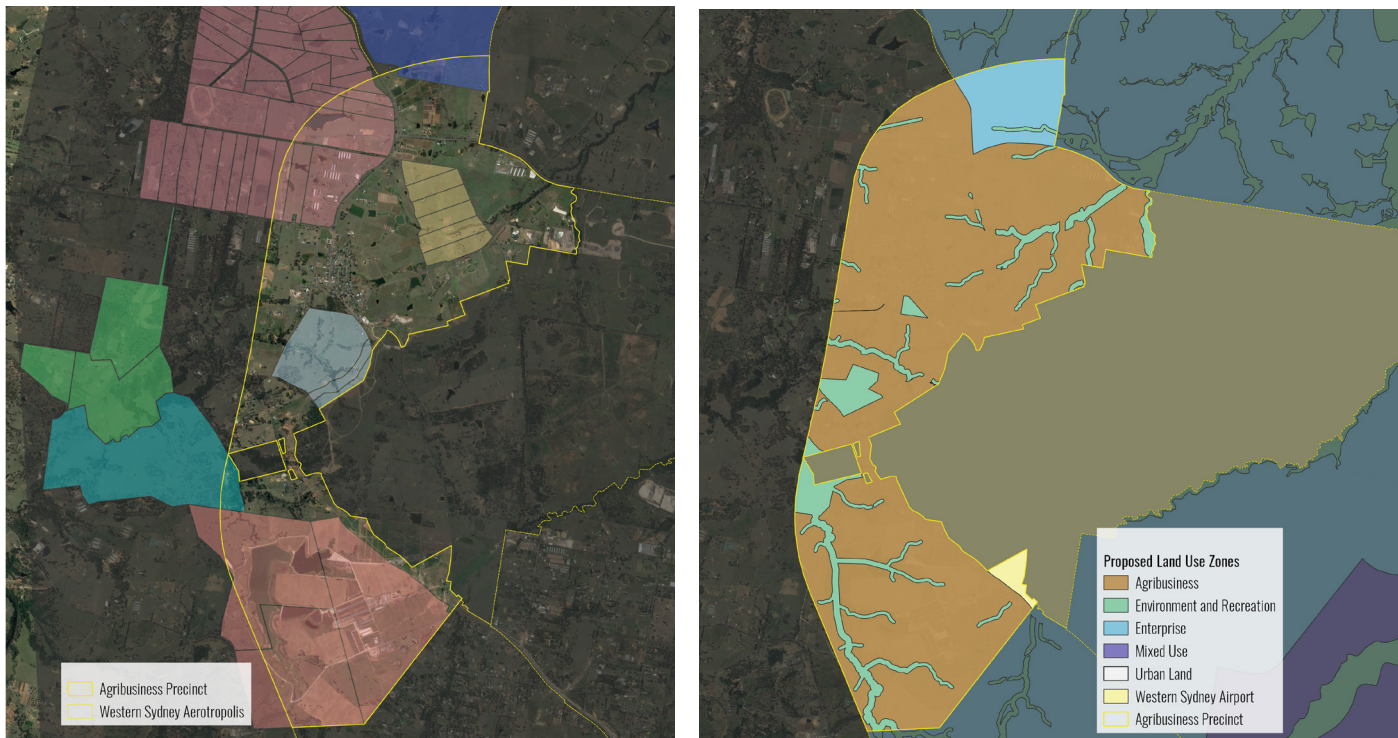 Agribusiness Precinct
Western Sydney Aerotropolis
Proposed Land Use Zones
Agribusiness
Environment and Recreation
Enterprise
Mixed Use
Urban Land
Western Sydney Airport
Agribusiness Precinct